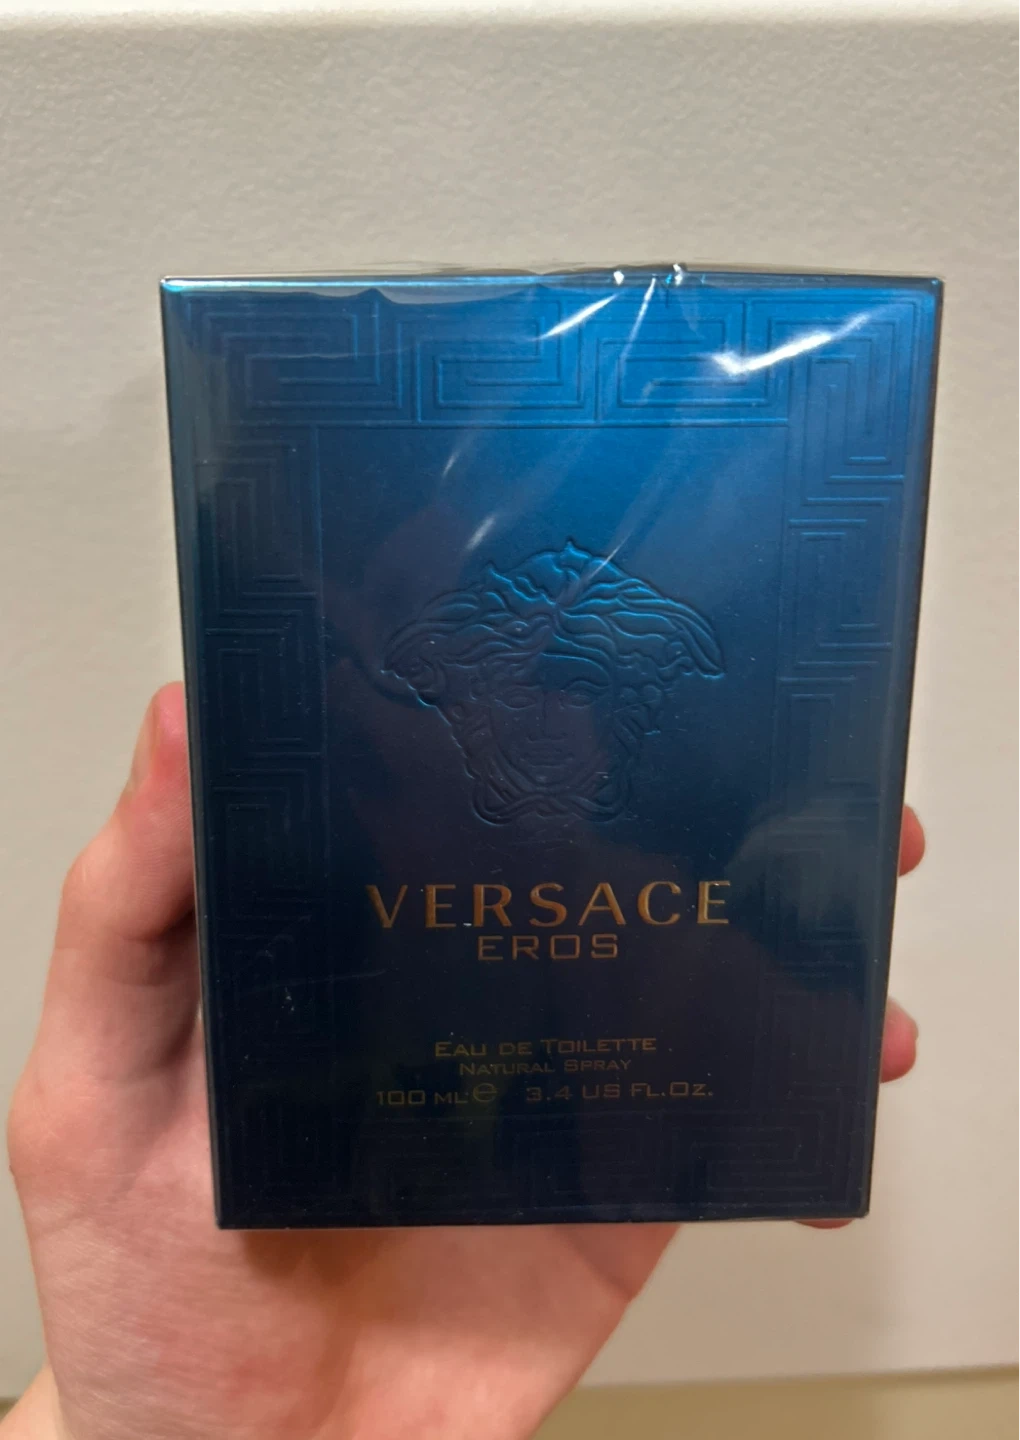 VERSACE
EROS
EAU DE TOILETTE
NATURAL SPRAY
100 ML ℮ 3.4 US FL.OZ.